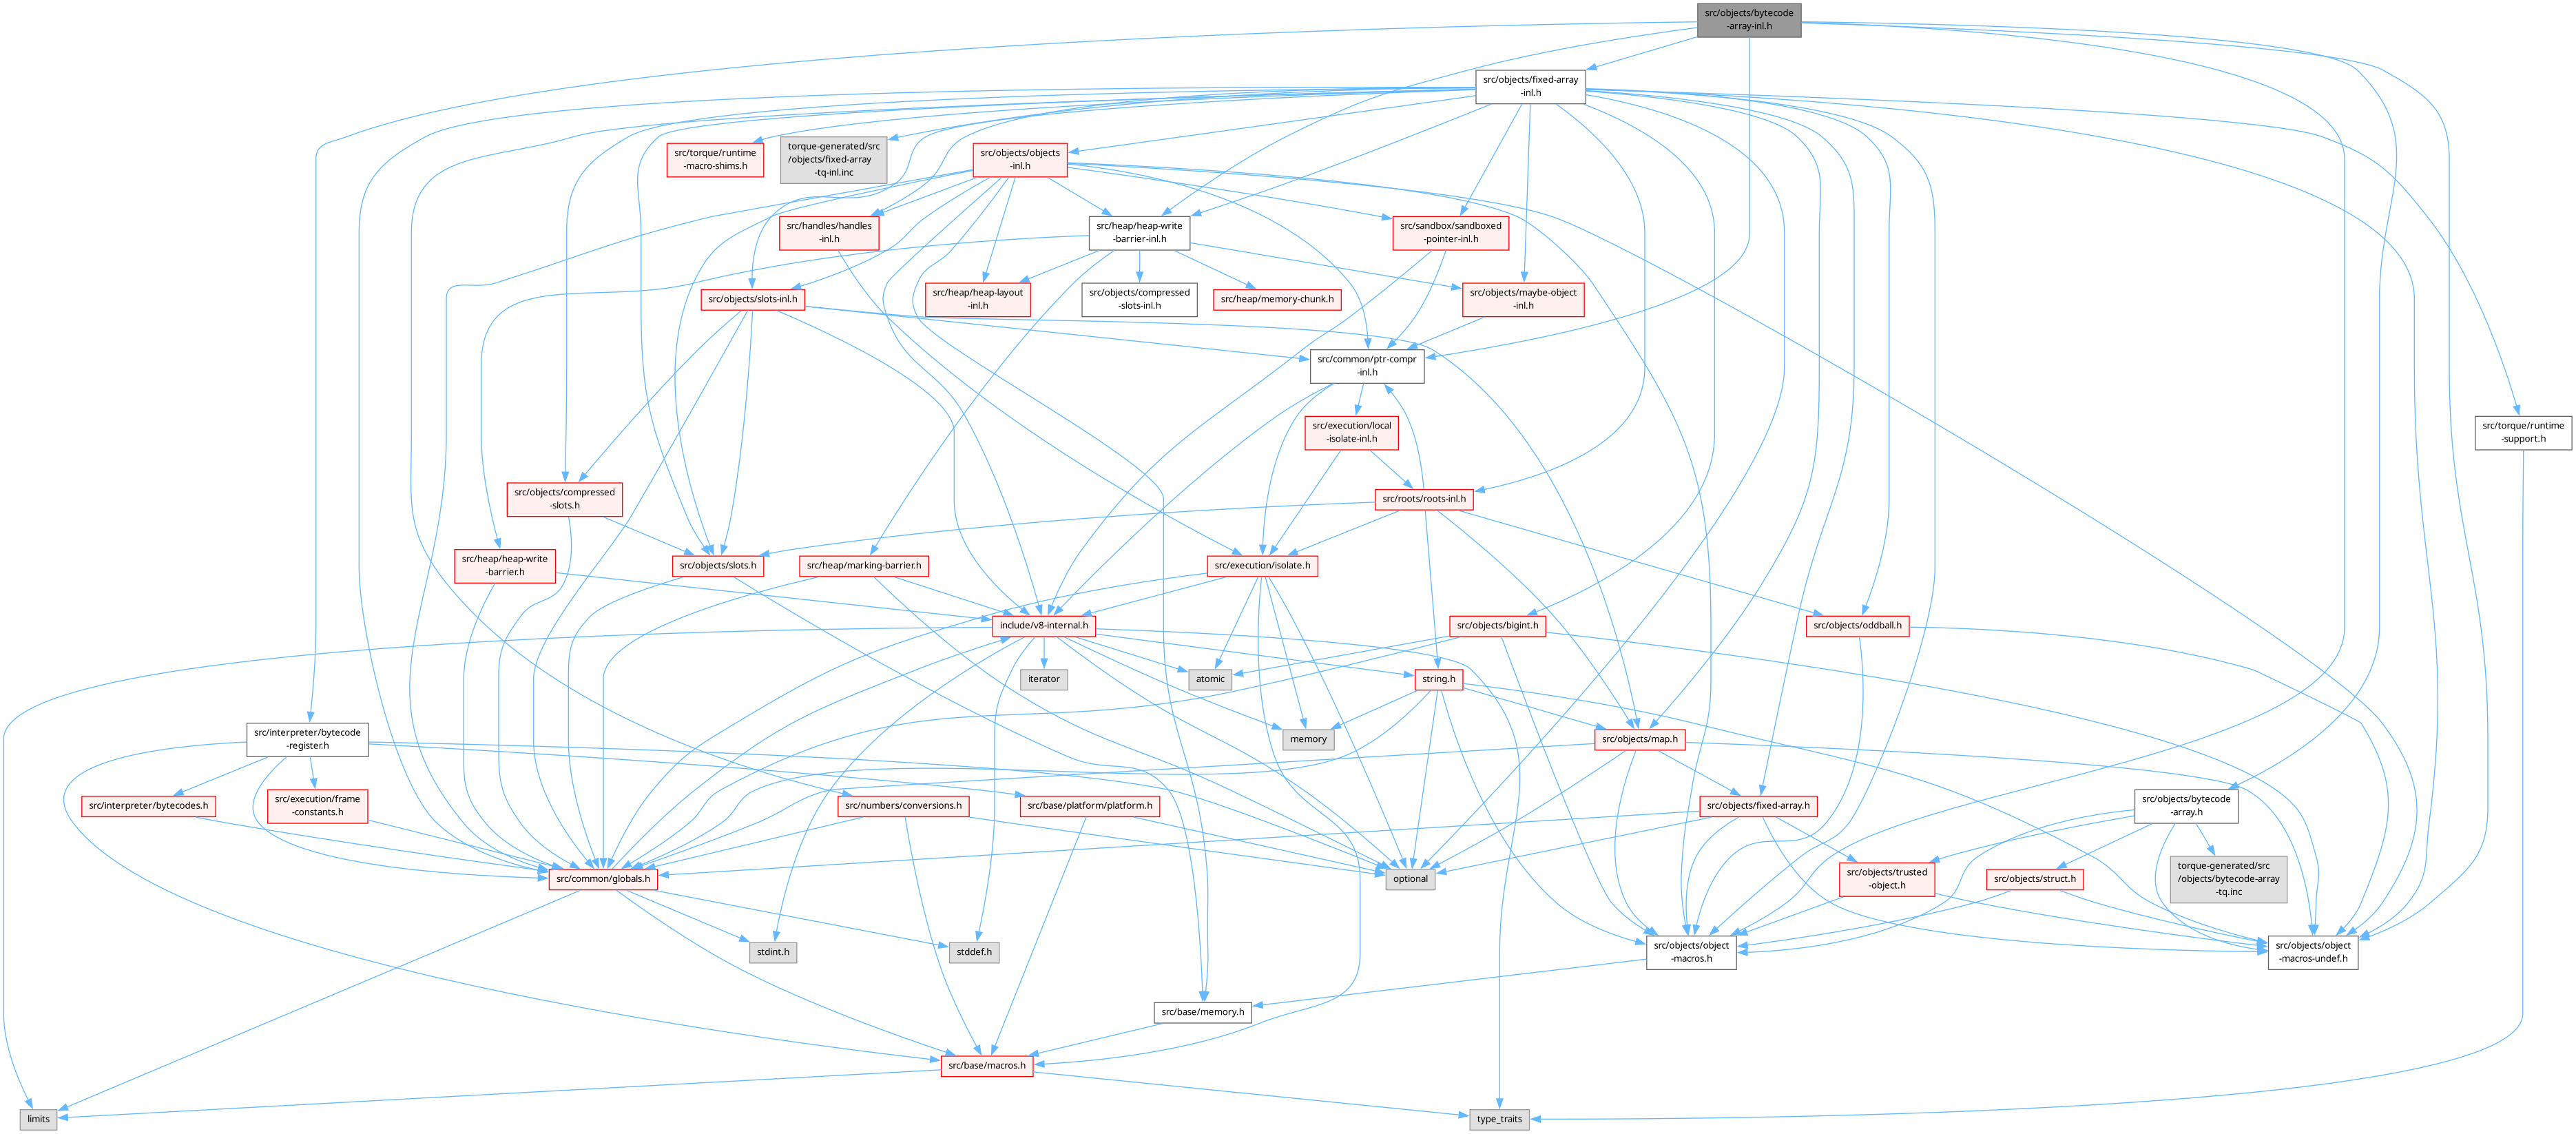 src/objects/bytecode
-array-inl.h
src/objects/fixed-array
-inl.h
src/torque/runtime
-macro-shims.h
torque-generated/src
/objects/fixed-array
-tq-inl.inc
src/objects/objects
-inl.h
src/handles/handles
-inl.h
src/heap/heap-write
-barrier-inl.h
src/sandbox/sandboxed
-pointer-inl.h
src/objects/slots-inl.h
src/heap/heap-layout
-inl.h
src/objects/compressed
-slots-inl.h
src/heap/memory-chunk.h
src/objects/maybe-object
-inl.h
src/common/ptr-compr
-inl.h
src/execution/local
-isolate-inl.h
src/torque/runtime
-support.h
src/objects/compressed
-slots.h
src/roots/roots-inl.h
src/heap/heap-write
-barrier.h
src/objects/slots.h
src/heap/marking-barrier.h
src/execution/isolate.h
include/v8-internal.h
src/objects/bigint.h
src/objects/oddball.h
iterator
atomic
string.h
src/interpreter/bytecode
-register.h
memory
src/objects/map.h
src/interpreter/bytecodes.h
src/execution/frame
-constants.h
src/numbers/conversions.h
src/base/platform/platform.h
src/objects/fixed-array.h
src/objects/bytecode
-array.h
src/common/globals.h
optional
src/objects/trusted
-object.h
src/objects/struct.h
torque-generated/src
/objects/bytecode-array
-tq.inc
stdint.h
stddef.h
src/objects/object
-macros.h
src/objects/object
-macros-undef.h
src/base/memory.h
src/base/macros.h
limits
type_traits